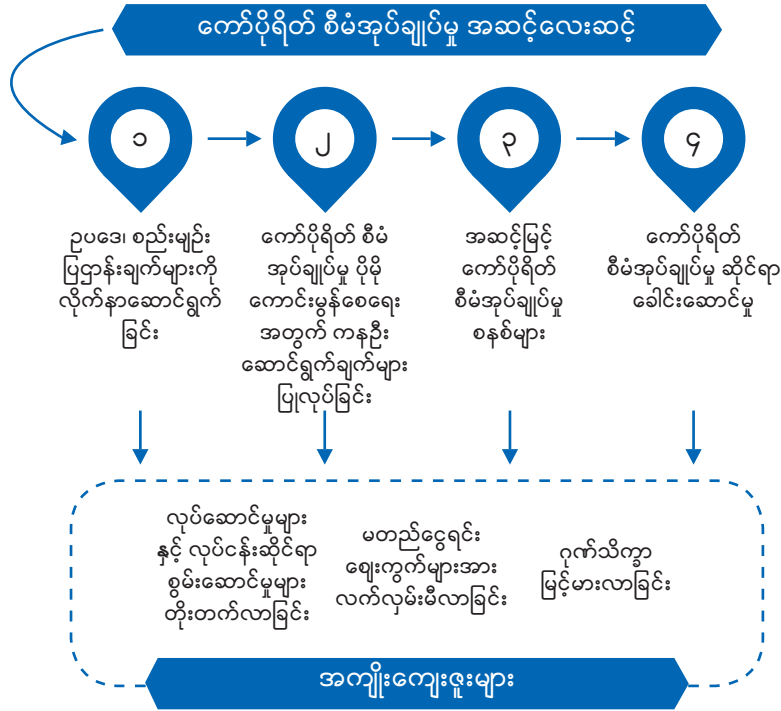 ကော်ပိုရိတ် စီမံအုပ်ချုပ်မှု အဆင့်လေးဆင့်
၁
၂
၃
၄
ဥပဒေ၊ စည်းမျဉ်း
ပြဌာန်းချက်များကို
လိုက်နာဆောင်ရွက်
ခြင်း
ကော်ပိုရိတ် စီမံ
အုပ်ချုပ်မှု ပိုမို
ကောင်းမွန်စေရေး
အတွက် ကနဦး
ဆောင်ရွက်ချက်များ
ပြုလုပ်ခြင်း
အဆင့်မြင့်
ကော်ပိုရိတ်
စီမံအုပ်ချုပ်မှု
စနစ်များ
ကော်ပိုရိတ်
စီမံအုပ်ချုပ်မှု ဆိုင်ရာ
ခေါင်းဆောင်မှု
လုပ်ဆောင်မှုများ
နှင့် လုပ်ငန်းဆိုင်ရာ
စွမ်းဆောင်မှုများ
တိုးတက်လာခြင်း
မတည်ငွေရင်း
ဈေးကွက်များအား
လက်လှမ်းမီလာခြင်း
ဂုဏ်သိက္ခာ
မြင့်မားလာခြင်း
အကျိုးကျေးဇူးများ